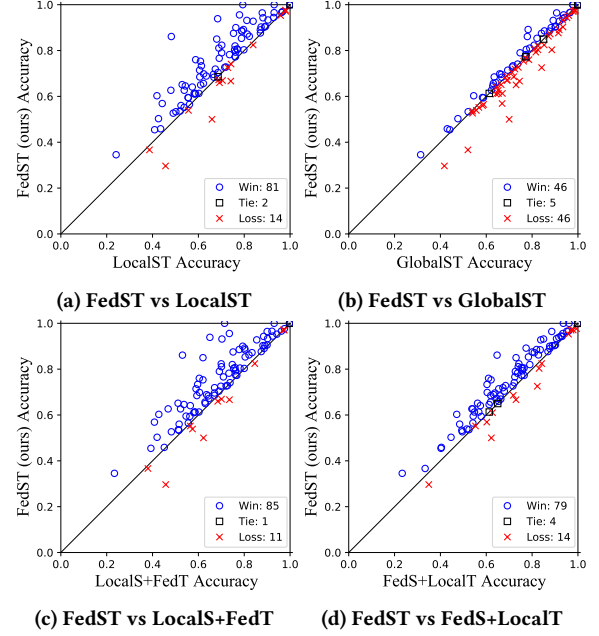 1.0
0.8
0.6
0.4
0.2
0.0
FedST (ours) Accuracy
Win: 81
Tie: 2
Loss: 14
0.0 0.2 0.4 0.6 0.8 1.0
LocalST Accuracy
(a) FedST vs LocalST
1.0
0.8
0.6
0.4
0.2
0.0
FedST (ours) Accuracy
Win: 46
Tie: 5
Loss: 46
0.0 0.2 0.4 0.6 0.8 1.0
GlobalST Accuracy
(b) FedST vs GlobalST
1.0
0.8
0.6
0.4
0.2
0.0
FedST (ours) Accuracy
Win: 85
Tie: 1
Loss: 11
0.0 0.2 0.4 0.6 0.8 1.0
LocalS+FedT Accuracy
(c) FedST vs LocalS+FedT
1.0
0.8
0.6
0.4
0.2
0.0
FedST (ours) Accuracy
Win: 79
Tie: 4
Loss: 14
0.0 0.2 0.4 0.6 0.8 1.0
FedS+LocalT Accuracy
(d) FedST vs FedS+LocalT